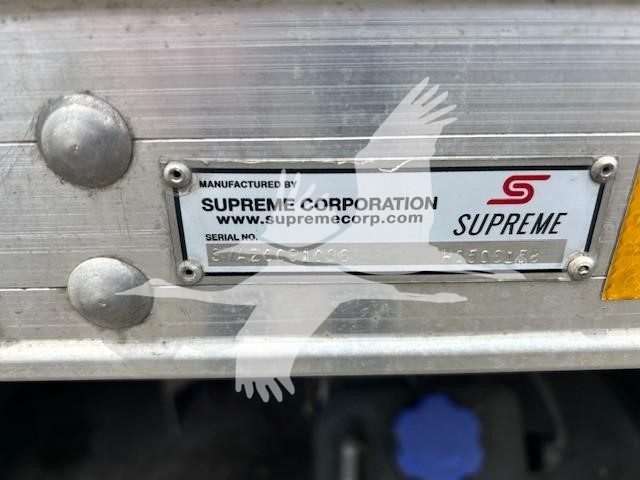 MANUFACTURED BY
SUPREME CORPORATION
www.supremecorp.com
SUPREME
SERIAL NO.